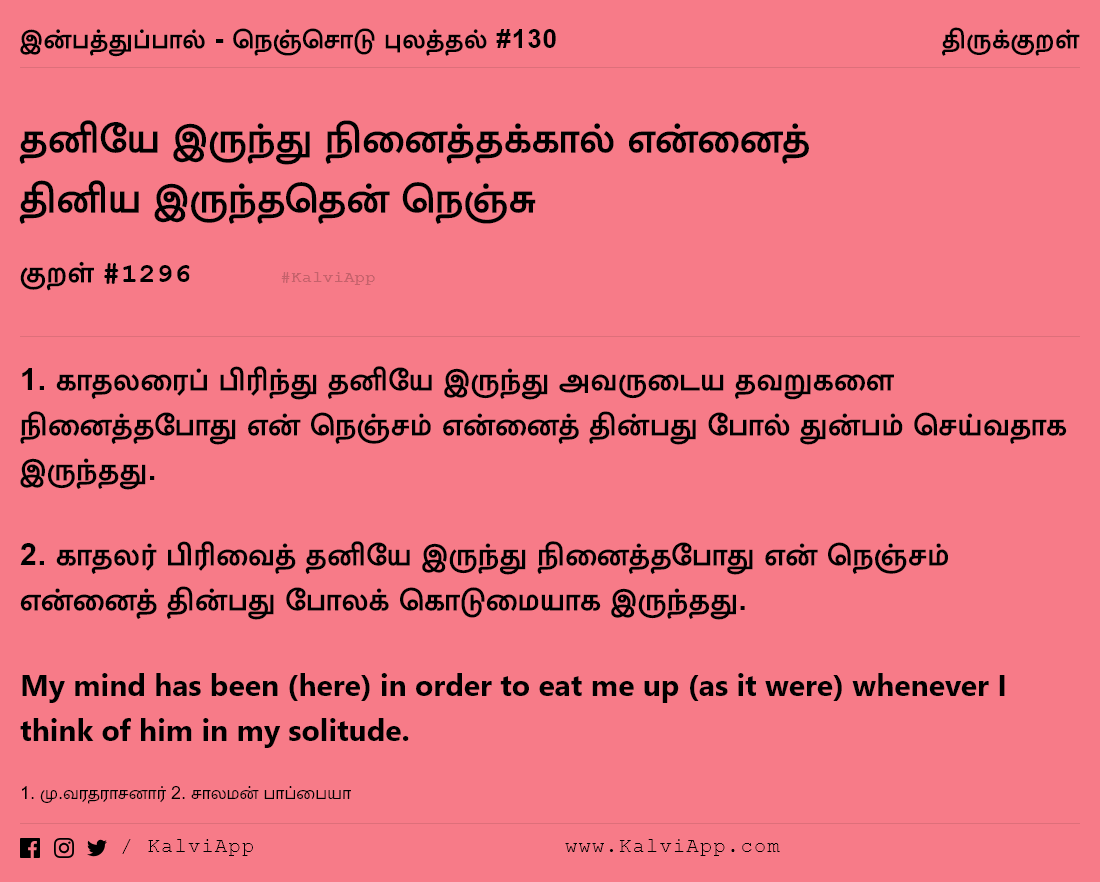 இன்பத்துப்பால் - நெஞ்சொடு புலத்தல் #130 திருக்குறள்
தனியே இருந்து நினைத்தக்கால் என்னைத்
தினிய இருந்ததென் நெஞ்சு
குறள் #1296 #KalviApp
1. காதலரைப் பிரிந்து தனியே இருந்து அவருடைய தவறுகளை
நினைத்தபோது என் நெஞ்சம் என்னைத் தின்பது போல் துன்பம் செய்வதாக
இருந்தது.
2. காதலர் பிரிவைத் தனியே இருந்து நினைத்தபோது என் நெஞ்சம்
என்னைத் தின்பது போலக் கொடுமையாக இருந்தது.
My mind has been (here) in order to eat me up (as it were) whenever I
think of him in my solitude.
1. மு.வரதராசனார் 2. சாலமன் பாப்பையா
/ KalviApp www.KalviApp.com